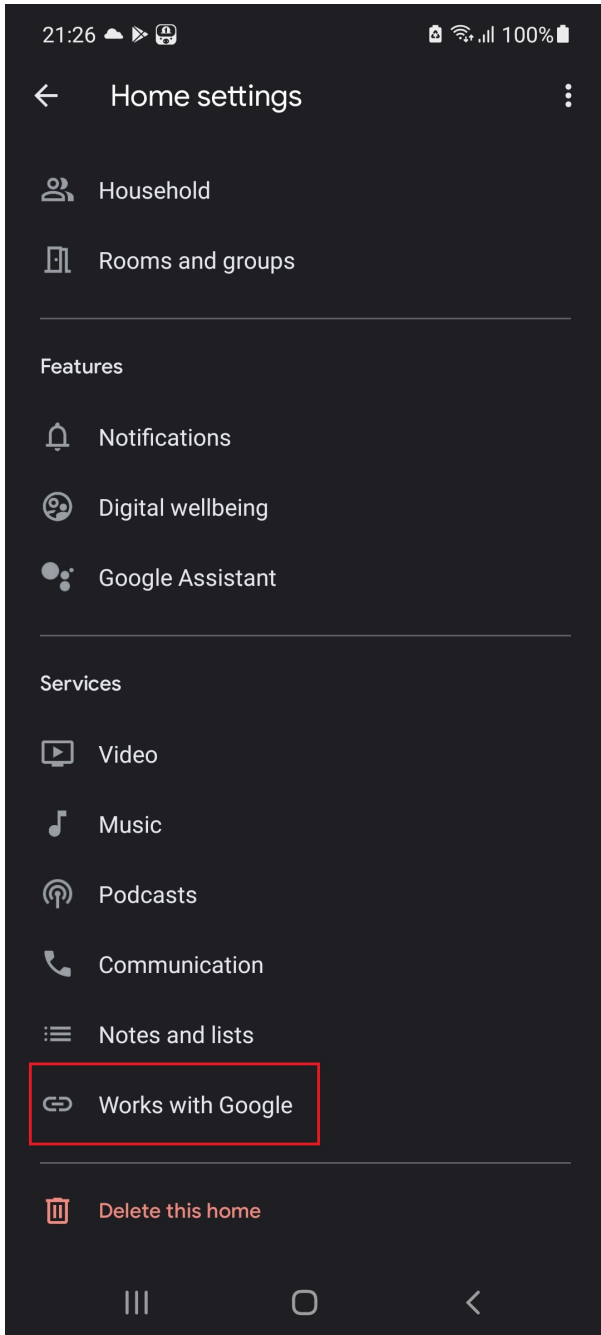 21:26 100%
Home settings
Household
Rooms and groups
Features
Notifications
Digital wellbeing
Google Assistant
Services
Video
Music
Podcasts
Communication
Notes and lists
Works with Google
Delete this home